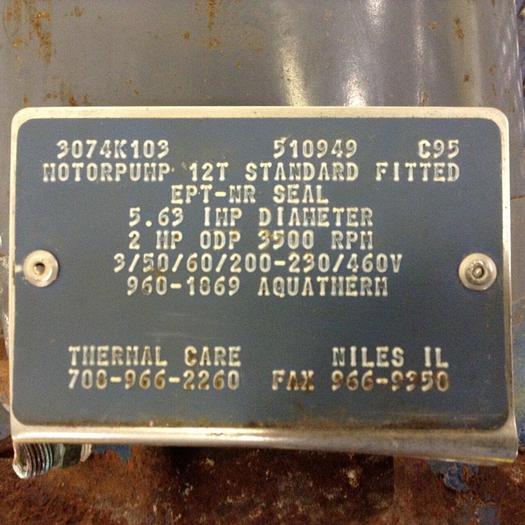 3074K103 510949 C95
MOTORPUMP 12T STANDARD FITTED
EPT-NR SEAL
5.63 IMP DIAMETER
2 HP ODP 3500 RPM
3/50/60/200-230/460V
960-1869 AQUATHERM
THERMAL CARE NILES IL
708-966-2260 FAX 966-9350